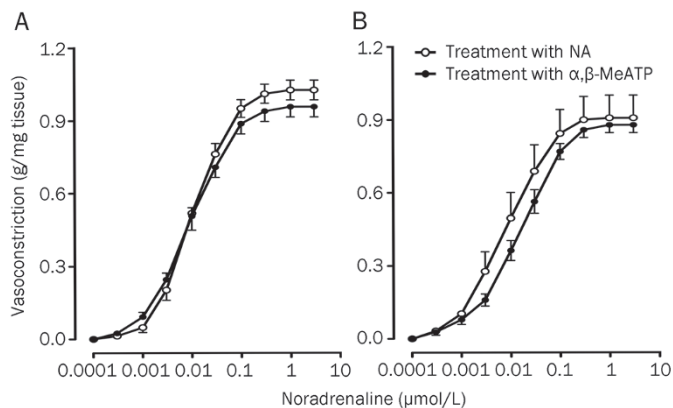 A
B
Treatment with NA
Treatment with α,β-MeATP
Vasoconstriction (g/mg tissue)
1.2
0.9
0.6
0.3
0.0
1.2
0.9
0.6
0.3
0.0
0.0001 0.001 0.01 0.1 1 10
0.0001 0.001 0.01 0.1 1 10
Noradrenaline (μmol/L)